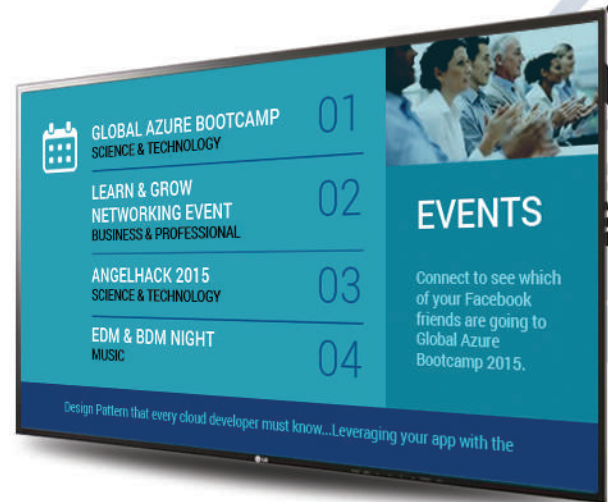 GLOBAL AZURE BOOTCAMP
SCIENCE & TECHNOLOGY
01
LEARN & GROW
NETWORKING EVENT
BUSINESS & PROFESSIONAL
02
ANGELHACK 2015
SCIENCE & TECHNOLOGY
03
EDM & BDM NIGHT
MUSIC
04
EVENTS
Connect to see which
of your Facebook
friends are going to
Global Azure
Bootcamp 2015.
Design Pattern that every cloud developer must know...Leveraging your app with the
LG